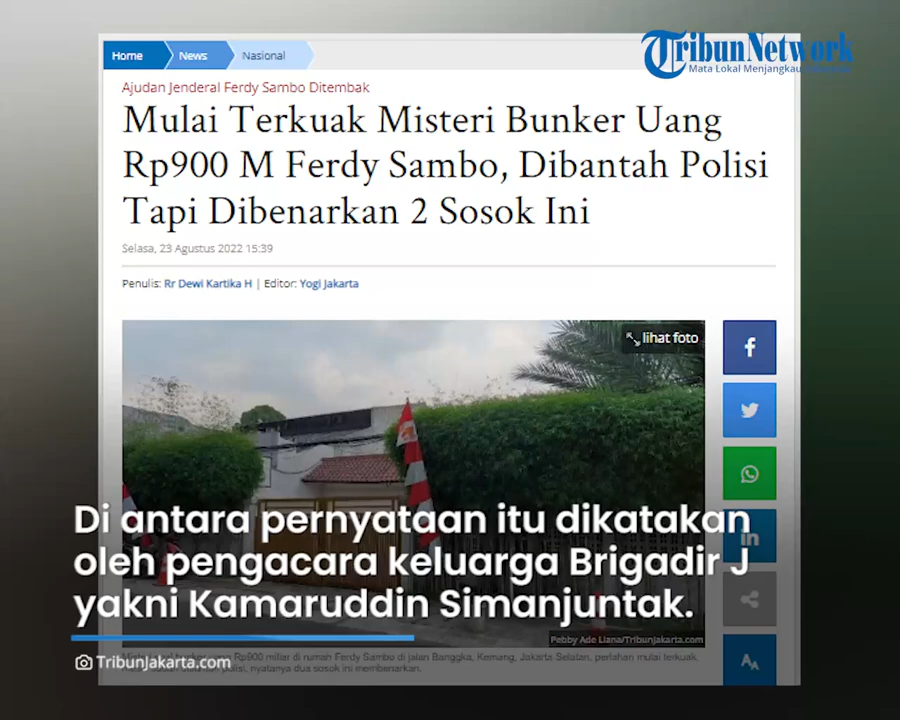 TribunNetwork
Mata Lokal Menjangkau
Home News Nasional
Ajudan Jenderal Ferdy Sambo Ditembak
Mulai Terkuak Misteri Bunker Uang
Rp900 M Ferdy Sambo, Dibantah Polisi
Tapi Dibenarkan 2 Sosok Ini
Selasa, 23 Agustus 2022 15:39
Penulis: Rr Dewi Kartika H | Editor: Yogi Jakarta
lihat foto
Di antara pernyataan itu dikatakan
oleh pengacara keluarga Brigadir J
yakni Kamaruddin Simanjuntak.
Pebby Ade Liana/TribunJakarta.com
TribunJakarta.com
uang Rp900 miliar di rumah Ferdy Sambo di jalan Bangka, Kemang, Jakarta Selatan, perlahan mulai terkuak.
polisi, nyatanya dua sosok ini membenarkan.